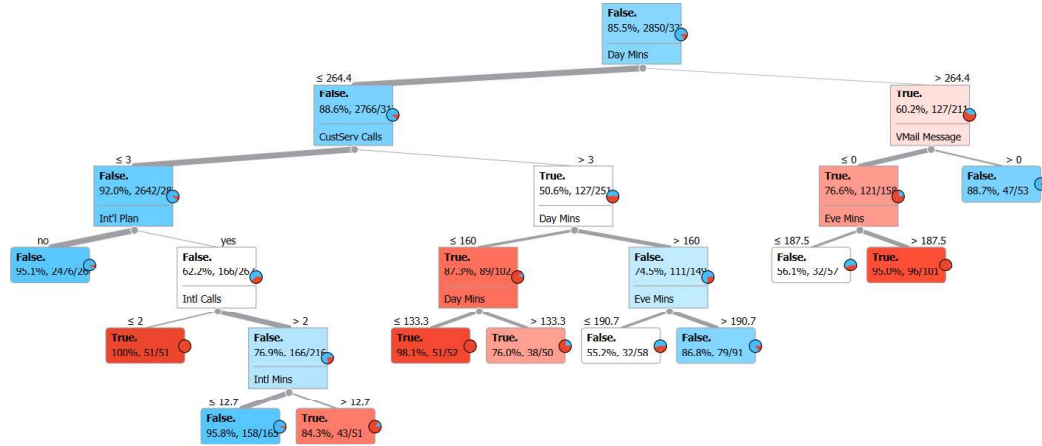 False.
85.5%, 2850/33
Day Mins
≤ 264.4
> 264.4
False.
88.6%, 2766/31
CustServ Calls
True.
60.2%, 127/211
VMail Message
≤ 3
> 3
≤ 0
> 0
False.
92.0%, 2642/28
Int'l Plan
True.
50.6%, 127/251
Day Mins
True.
76.6%, 121/158
Eve Mins
False.
88.7%, 47/53
no
yes
≤ 160
> 160
≤ 187.5
> 187.5
False.
95.1%, 2476/26
False.
62.2%, 166/267
Intl Calls
True.
87.3%, 89/102
Day Mins
False.
74.5%, 111/149
Eve Mins
False.
56.1%, 32/57
True.
95.0%, 96/101
≤ 2
> 2
≤ 133.3
> 133.3
≤ 190.7
> 190.7
True.
100%, 51/51
False.
76.9%, 166/216
Intl Mins
True.
98.1%, 51/52
True.
76.0%, 38/50
False.
55.2%, 32/58
False.
86.8%, 79/91
≤ 12.7
> 12.7
False.
95.8%, 158/165
True.
84.3%, 43/51